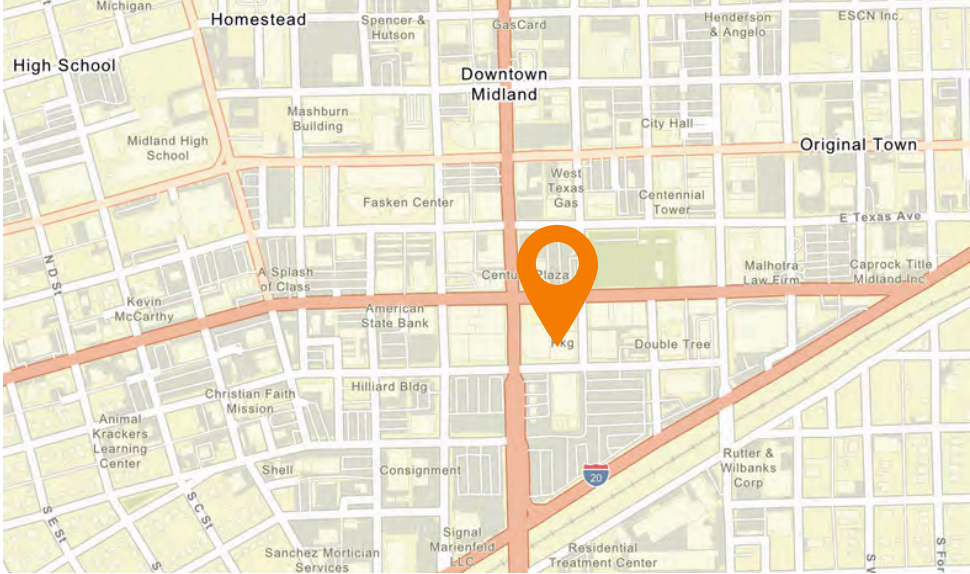 Michigan
Homestead
Spencer &
Hutson
GasCard
Henderson
& Angelo
ESCN Inc.
High School
Downtown
Midland
Mashburn
Building
City Hall
Midland High
School
Original Town
West
Texas
Gas
Fasken Center
Centennial
Tower
E Texas Ave
N D St
A Splash
of Class
Plaza
Malhotra
Law Firm
Caprock Title
Midland Inc
Kevin
McCarthy
American
State Bank
Double Tree
Hilliard Bldg
Christian Faith
Mission
Animal
Krackers
Learning
Center
Shell
Consignment
20
Rutter &
Wilbanks
Corp
S E St
S C St
Signal
Marienfeld
LLC
Sanchez Mortician
Services
Residential
Treatment Center